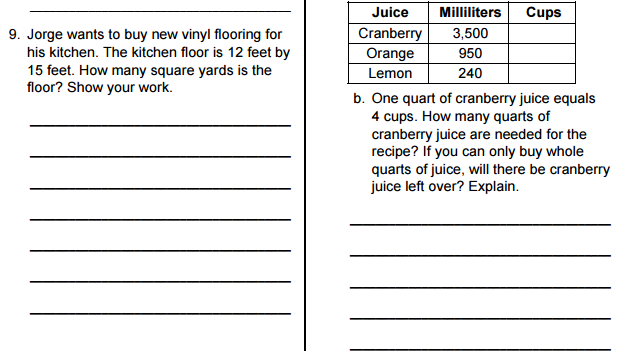 9. Jorge wants to buy new vinyl flooring for
his kitchen. The kitchen floor is 12 feet by
15 feet. How many square yards is the
floor? Show your work.
Juice Milliliters Cups
Cranberry 3,500
Orange 950
Lemon 240
b. One quart of cranberry juice equals
4 cups. How many quarts of
cranberry juice are needed for the
recipe? If you can only buy whole
quarts of juice, will there be cranberry
juice left over? Explain.